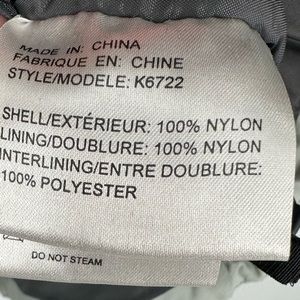 MADE IN: CHINA
FABRIQUE EN: CHINE
STYLE/MODELE: K6722
SHELL/EXTÉRIEUR: 100% NYLON
LINING/DOUBLURE: 100% NYLON
INTERLINING/ENTRE DOUBLURE:
100% POLYESTER
DO NOT STEAM